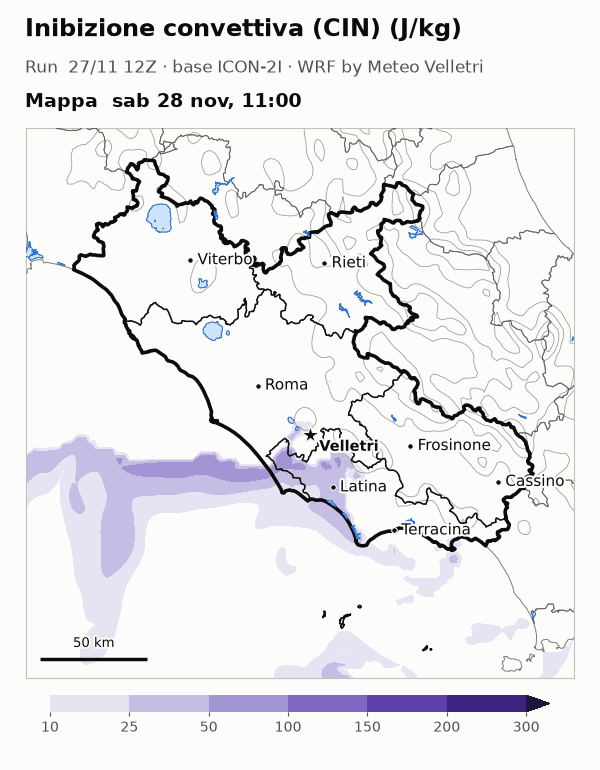 Inibizione convettiva (CIN) (J/kg)
Run  27/11 12Z · base ICON-2I · WRF by Meteo Velletri
Mappa  sab 28 nov, 11:00
Viterbo
Rieti
Roma
Velletri
Frosinone
Cassino
Latina
Terracina
50 km
10 25 50 100 150 200 300